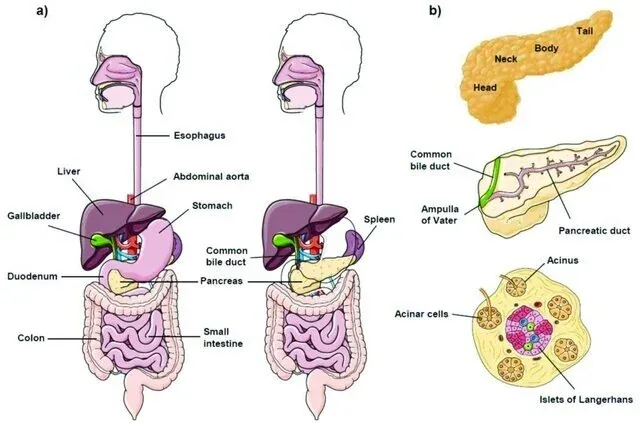 a)
Esophagus
Liver
Abdominal aorta
Stomach
Gallbladder
Spleen
Common
bile duct
Duodenum
Pancreas
Colon
Small
intestine
b)
Tail
Body
Neck
Head
Common
bile duct
Ampulla
of Vater
Pancreatic duct
Acinus
Acinar cells
Islets of Langerhans